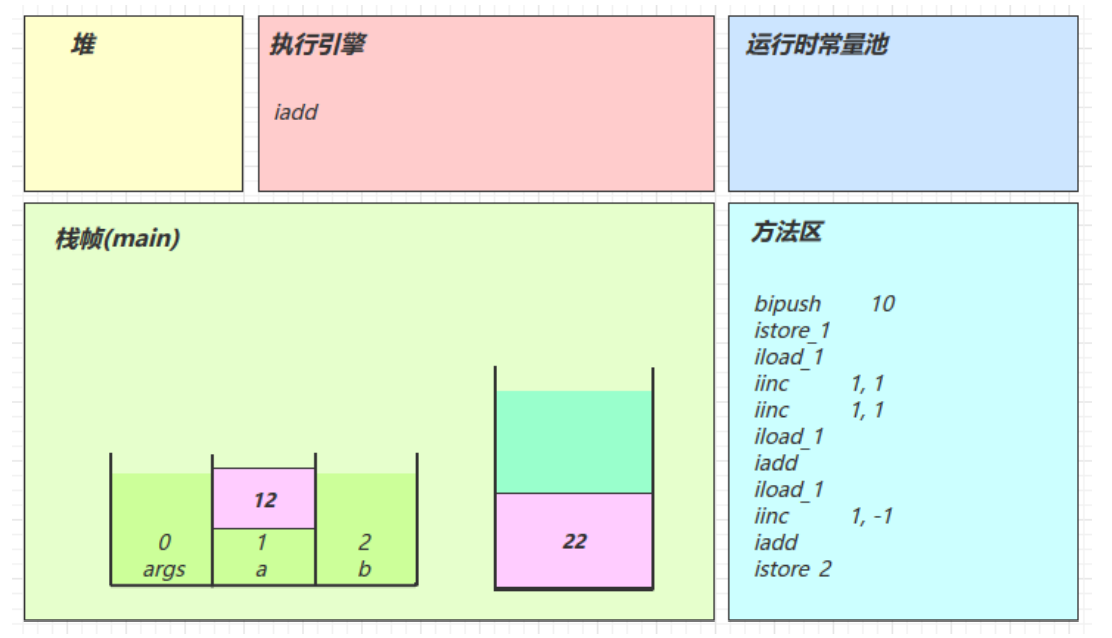 堆
执行引擎
iadd
运行时常量池
栈帧(main)
12
0 1 2
args a b
22
方法区
bipush 10
istore_1
iload_1
iinc 1, 1
iinc 1, 1
iload_1
iadd
iload_1
iinc 1, -1
iadd
istore 2